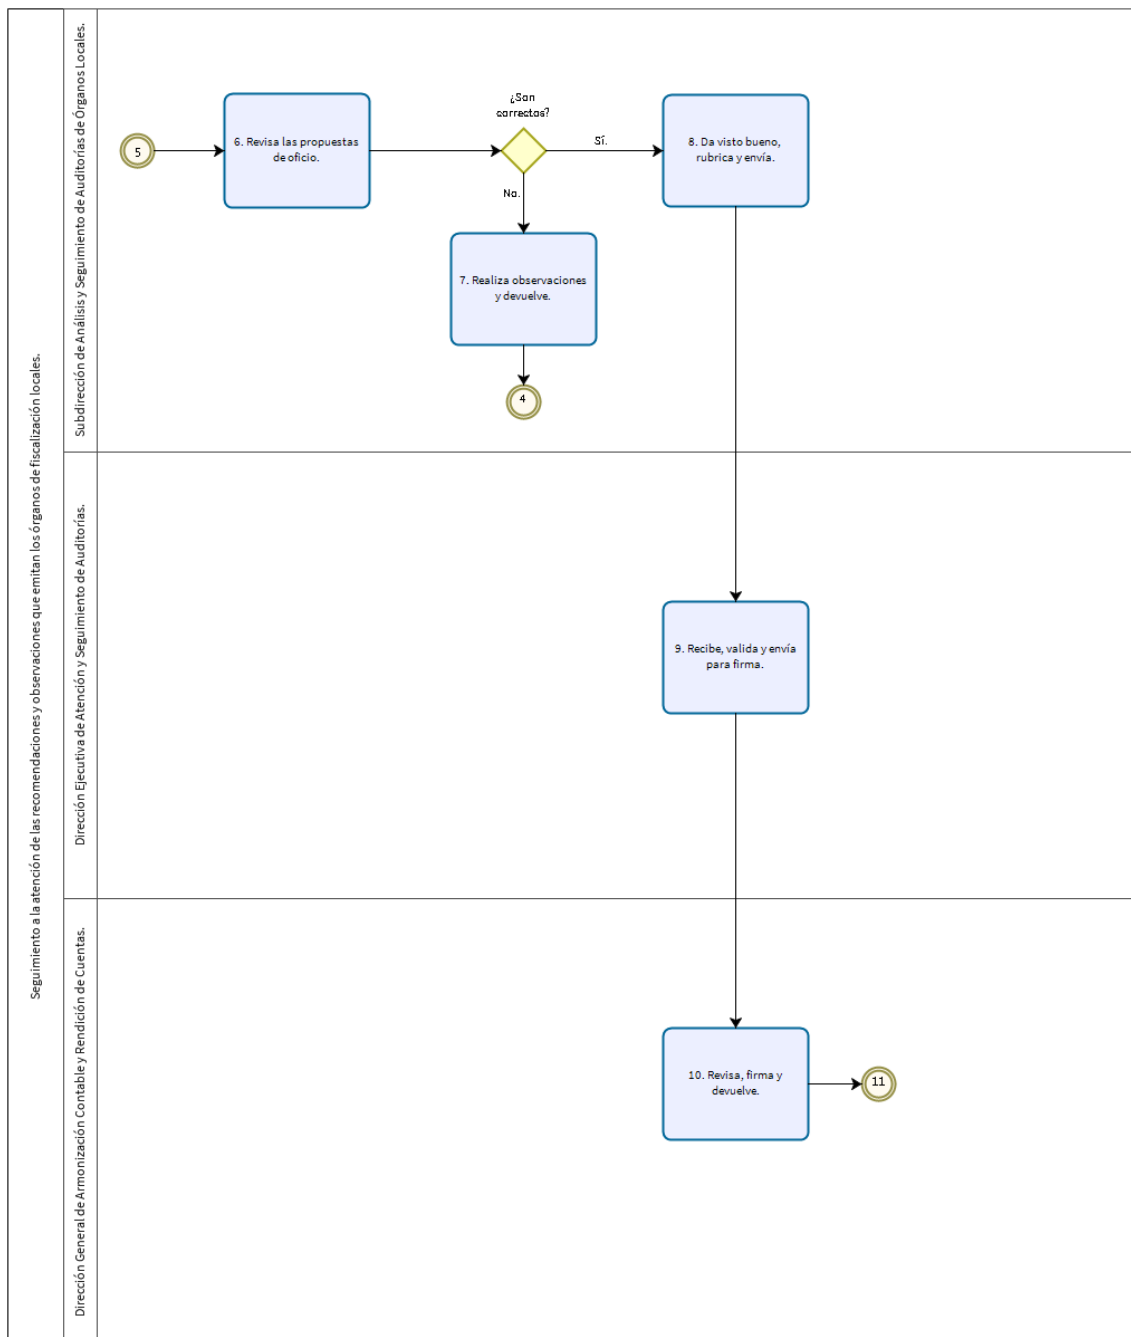 Seguimiento a la atención de las recomendaciones y observaciones que emitan los órganos de fiscalización locales.
Subdirección de Análisis y Seguimiento de Auditorías de Órganos Locales.
5
6. Revisa las propuestas
de oficio.
¿Son
correctas?
Sí.
No.
8. Da visto bueno,
rubrica y envía.
7. Realiza observaciones
y devuelve.
4
Dirección Ejecutiva de Atención y Seguimiento de Auditorías.
9. Recibe, valida y envía
para firma.
Dirección General de Armonización Contable y Rendición de Cuentas.
10. Revisa, firma y
devuelve.
11